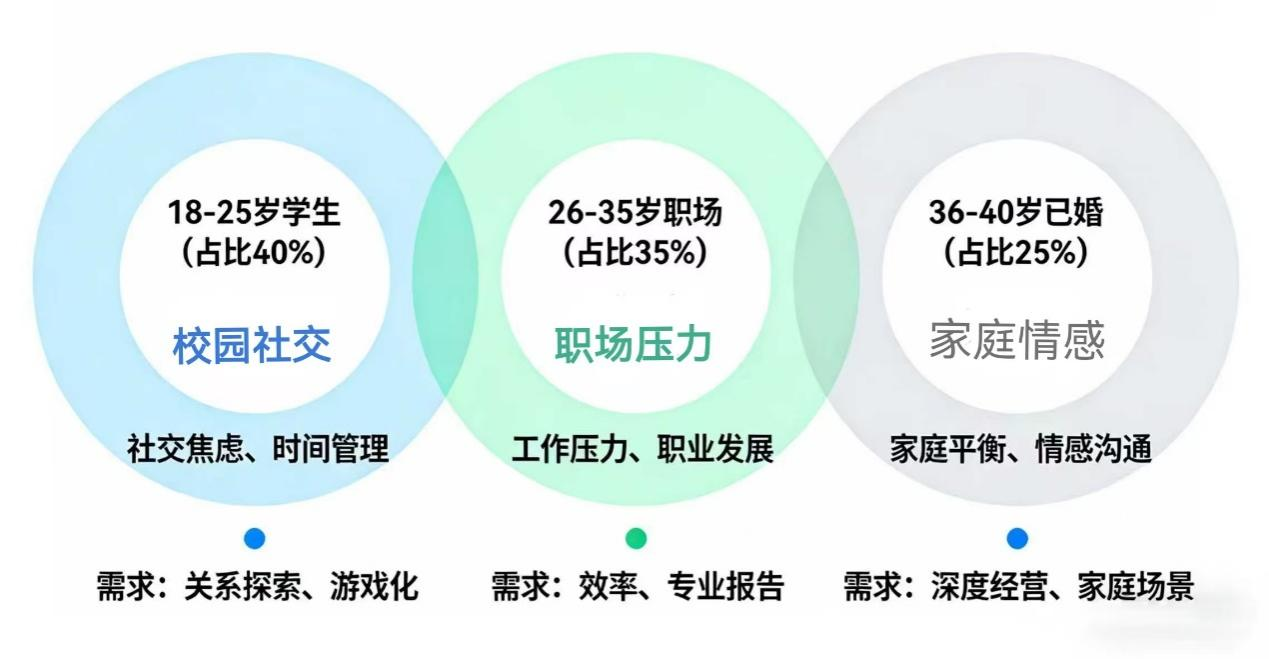 18-25岁学生
（占比40%）
校园社交
社交焦虑、时间管理
需求：关系探索、游戏化
26-35岁职场
（占比35%）
职场压力
工作压力、职业发展
需求：效率、专业报告
36-40岁已婚
（占比25%）
家庭情感
家庭平衡、情感沟通
需求：深度经营、家庭场景